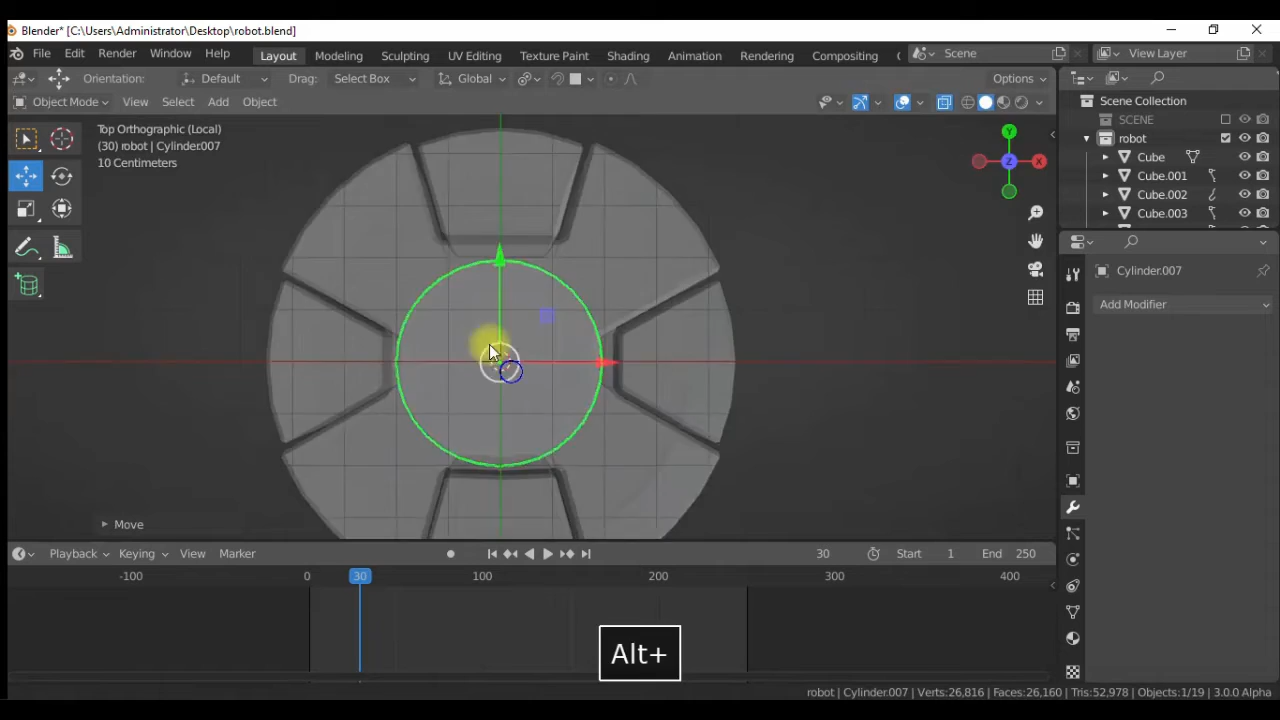 Blender* [C:\Users\Administrator\Desktop\robot.blend]
File Edit Render Window Help Layout Modeling Sculpting UV Editing Texture Paint Shading Animation Rendering Compositing Scene View Layer
Orientation: Default Drag: Select Box Global Options
Object Mode View Select Add Object
Scene Collection
SCENE
robot
Cube
Cube.001
Cube.002
Cube.003
Top Orthographic (Local)
(30) robot | Cylinder.007
10 Centimeters
Y
Z X
Cylinder.007
Add Modifier
Move
Playback Keying View Marker 30 Start 1 End 250
-100 0 30 100 200 300 400
Alt+
robot | Cylinder.007 | Verts:26,816 | Faces:26,160 | Tris:52,978 | Objects:1/19 | 3.0.0 Alpha